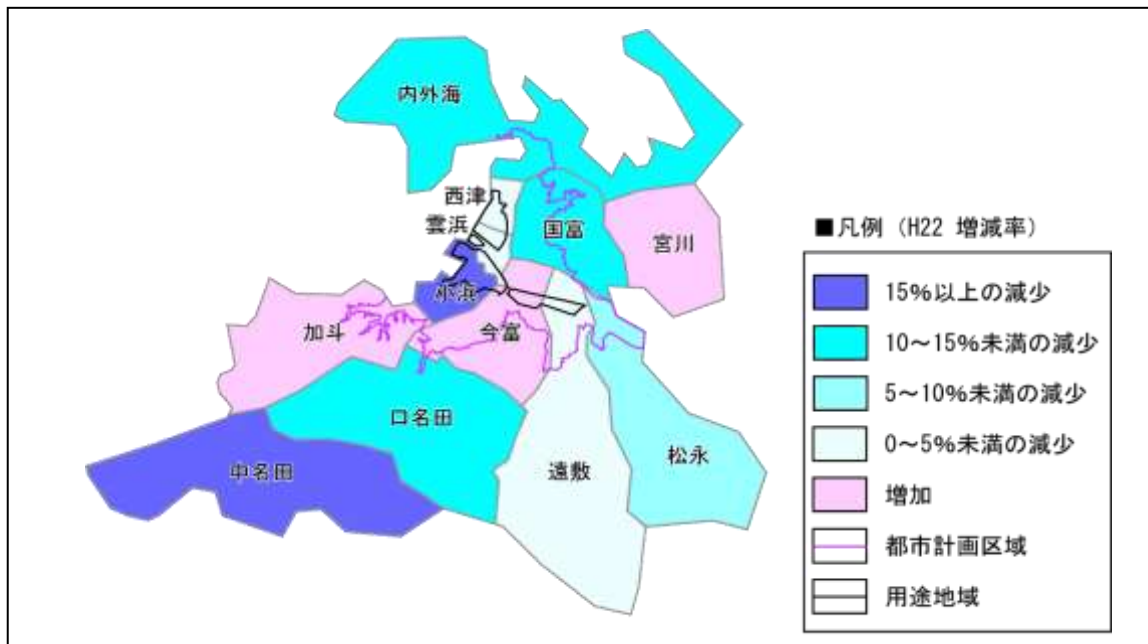 内外海
西津
雲浜
国富
宮川
小浜
加斗
今富
口名田
中名田
遠敷
松永
■凡例（H22 増減率）
15%以上の減少
10～15%未満の減少
5～10%未満の減少
0～5%未満の減少
増加
都市計画区域
用途地域